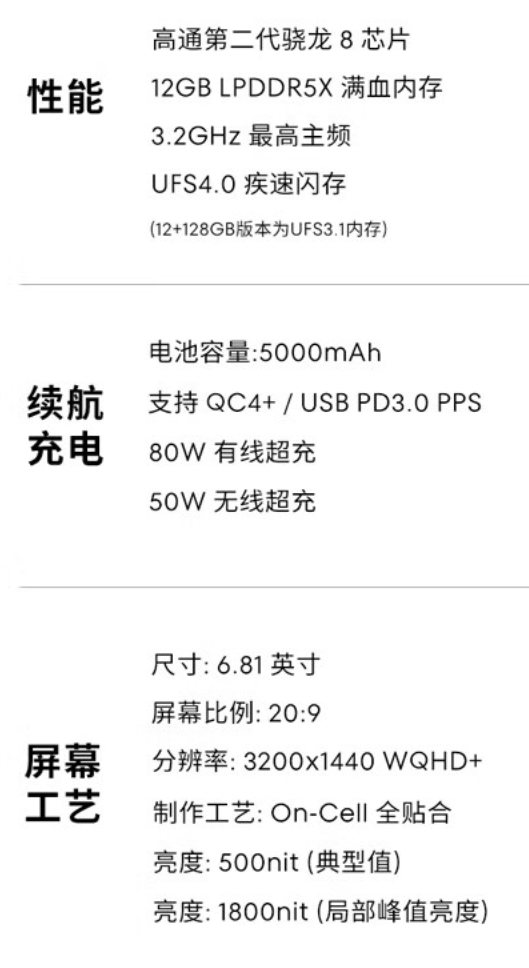 性能
高通第二代骁龙 8 芯片
12GB LPDDR5X 满血内存
3.2GHz 最高主频
UFS4.0 疾速闪存
(12+128GB版本为UFS3.1内存)
续航
充电
电池容量:5000mAh
支持 QC4+ / USB PD3.0 PPS
80W 有线超充
50W 无线超充
屏幕
工艺
尺寸: 6.81 英寸
屏幕比例: 20:9
分辨率: 3200x1440 WQHD+
制作工艺: On-Cell 全贴合
亮度: 500nit (典型值)
亮度: 1800nit (局部峰值亮度)